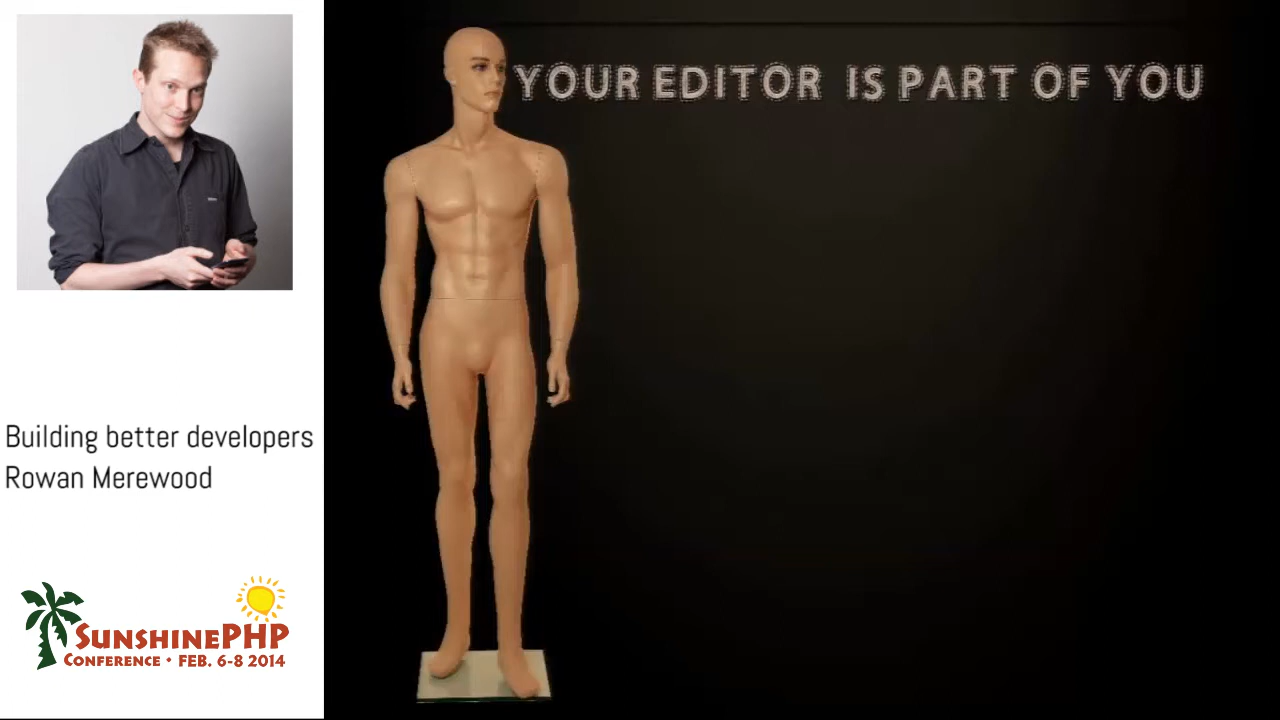 YOUR EDITOR IS PART OF YOU
Building better developers
Rowan Merewood
SUNSHINEPHP
CONFERENCE • FEB. 6-8 2014